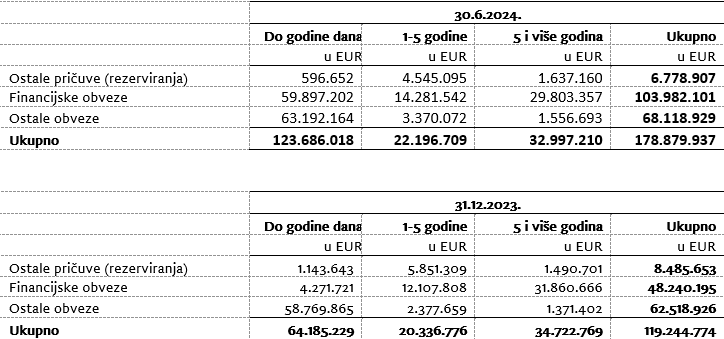 30.6.2024.
Do godine dana 1-5 godine 5 i više godina Ukupno
u EUR u EUR u EUR u EUR
Ostale pričuve (rezerviranja) 596.652 4.545.095 1.637.160 6.778.907
Financijske obveze 59.897.202 14.281.542 29.803.357 103.982.101
Ostale obveze 63.192.164 3.370.072 1.556.693 68.118.929
Ukupno 123.686.018 22.196.709 32.997.210 178.879.937
31.12.2023.
Do godine dana 1-5 godine 5 i više godina Ukupno
u EUR u EUR u EUR u EUR
Ostale pričuve (rezerviranja) 1.143.643 5.851.309 1.490.701 8.485.653
Financijske obveze 4.271.721 12.107.808 31.860.666 48.240.195
Ostale obveze 58.769.865 2.377.659 1.371.402 62.518.926
Ukupno 64.185.229 20.336.776 34.722.769 119.244.774